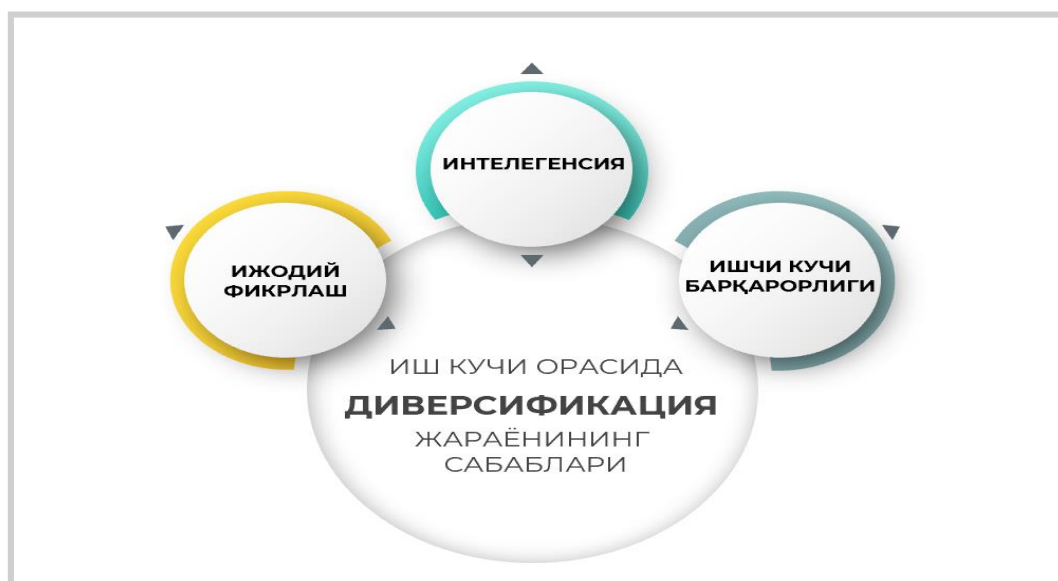 ИНТЕЛЕГЕНСИЯ
ИЖОДИЙ
ФИКРЛАШ
ИШЧИ КУЧИ
БАРҚАРОРЛИГИ
ИШ КУЧИ ОРАСИДА
ДИВЕРСИФИКАЦИЯ
ЖАРАЁНИНИНГ
САБАБЛАРИ